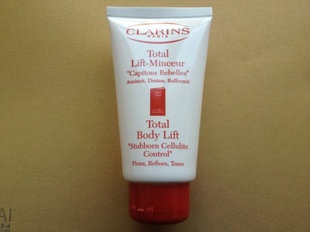 CLARINS
PARIS
Total
Lift-Minceur
"Capitons Rebelles"
Amincit, Draine, Raffermit
Total
Body Lift
"Stubborn Cellulite
Control"
Firms, Refines, Tones